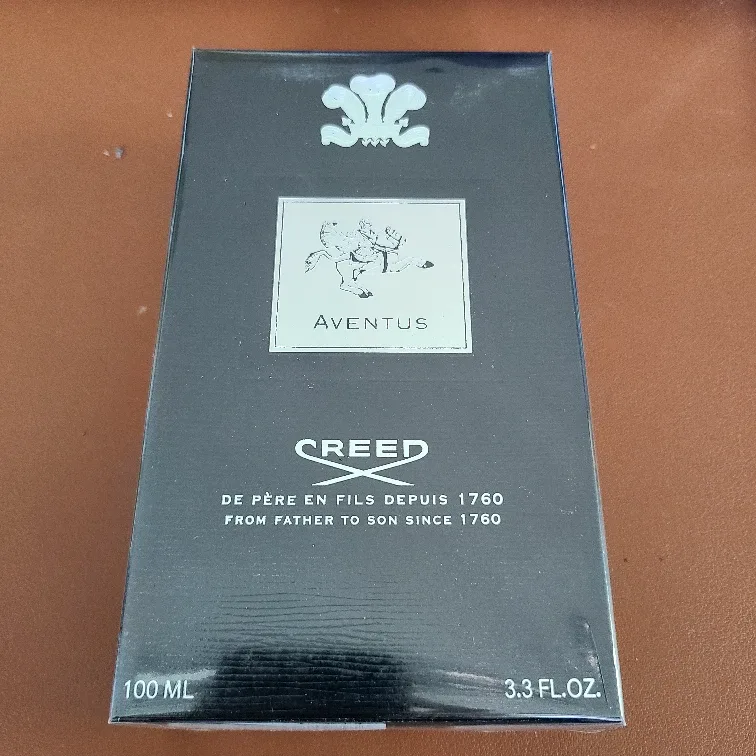 AVENTUS
CREED
DE PÈRE EN FILS DEPUIS 1760
FROM FATHER TO SON SINCE 1760
100 ML
3.3 FL.OZ.